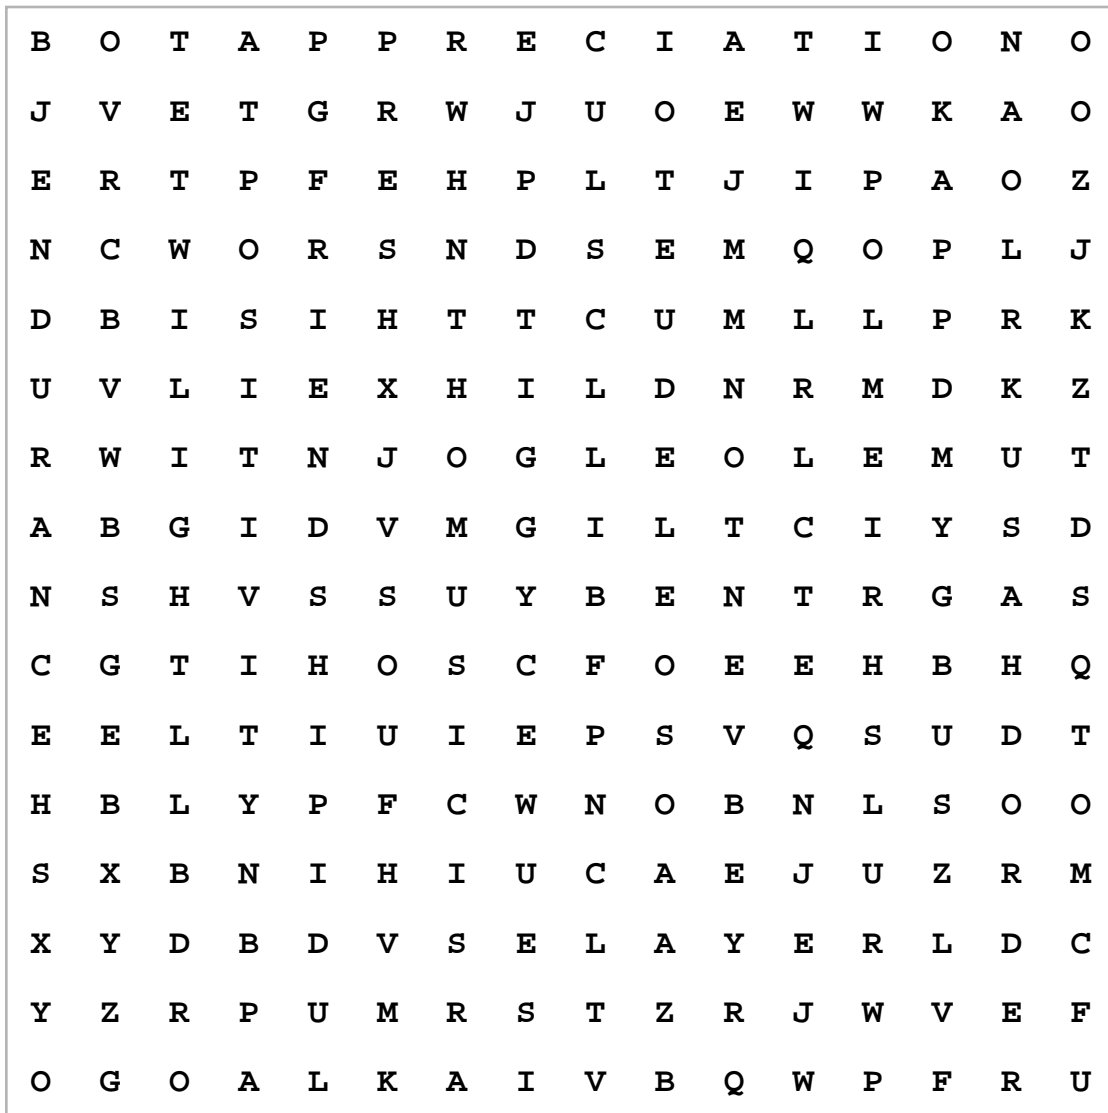 B O T A P P R E C I A T I O N O
J V E T G R W J U O E W W K A O
E R T P F E H P L T J I P A O Z
N C W O R S N D S E M Q O P L J
D B I S I H T T C U M L L P R K
U V L I E X H I L D N R M D K Z
R W I T N J O G L E O L E M U T
A B G I D V M G I L T C I Y S D
N S H V S S U Y B E N T R G A S
C G T I H O S C F O E E H B H Q
E E L T I U I E P S V Q S U D T
H B L Y P F C W N O B N L S O O
S X B N I H I U C A E J U Z R M
X Y D B D V S E L A Y E R L D C
Y Z R P U M R S T Z R J W V E F
O G O A L K A I V B Q W P F R U